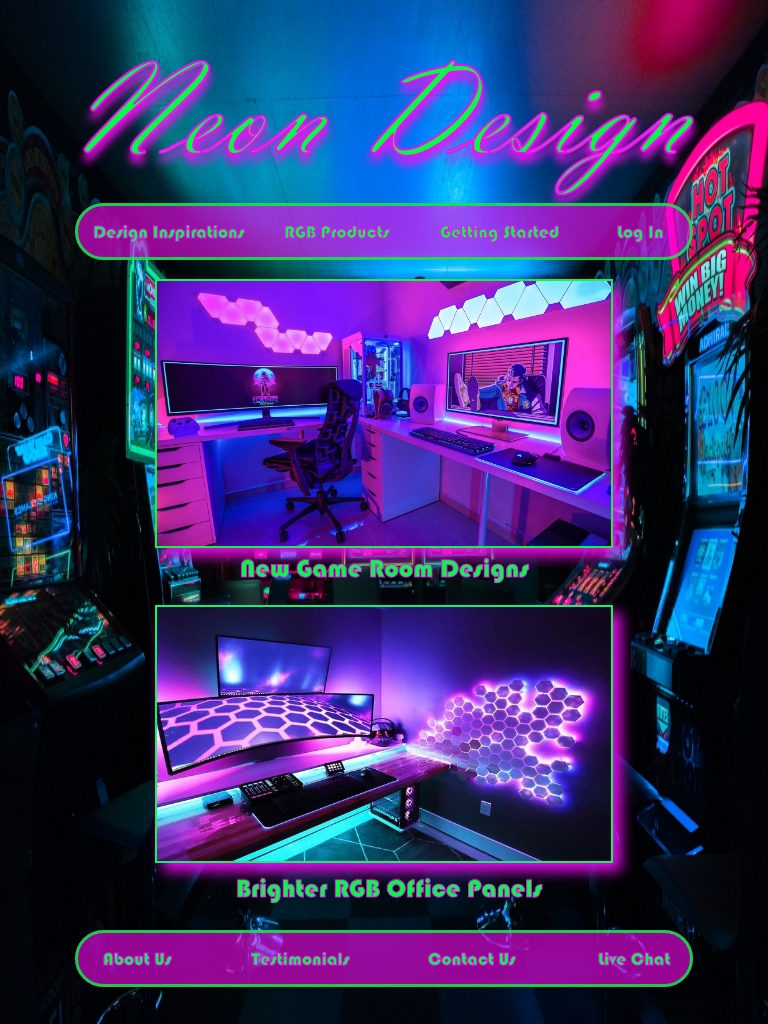 Neon Design
Design Inspirations RGB Products Getting Started Log In
HOT
SPOT
WIN BIG
MONEY!
ADMIRAL
New Game Room Designs
Brighter RGB Office Panels
About Us Testimonials Contact Us Live Chat